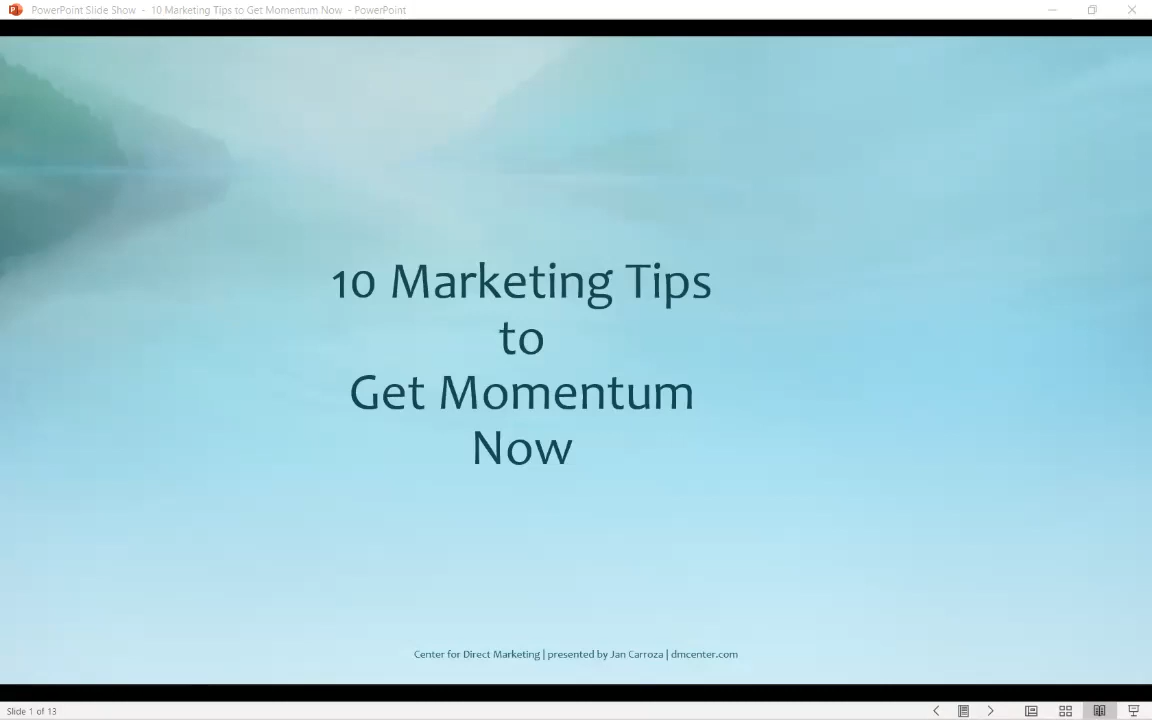 PowerPoint Slide Show - 10 Marketing Tips to Get Momentum Now - PowerPoint
10 Marketing Tips
to
Get Momentum
Now
Center for Direct Marketing | presented by Jan Carroza | dmcenter.com
Slide 1 of 13